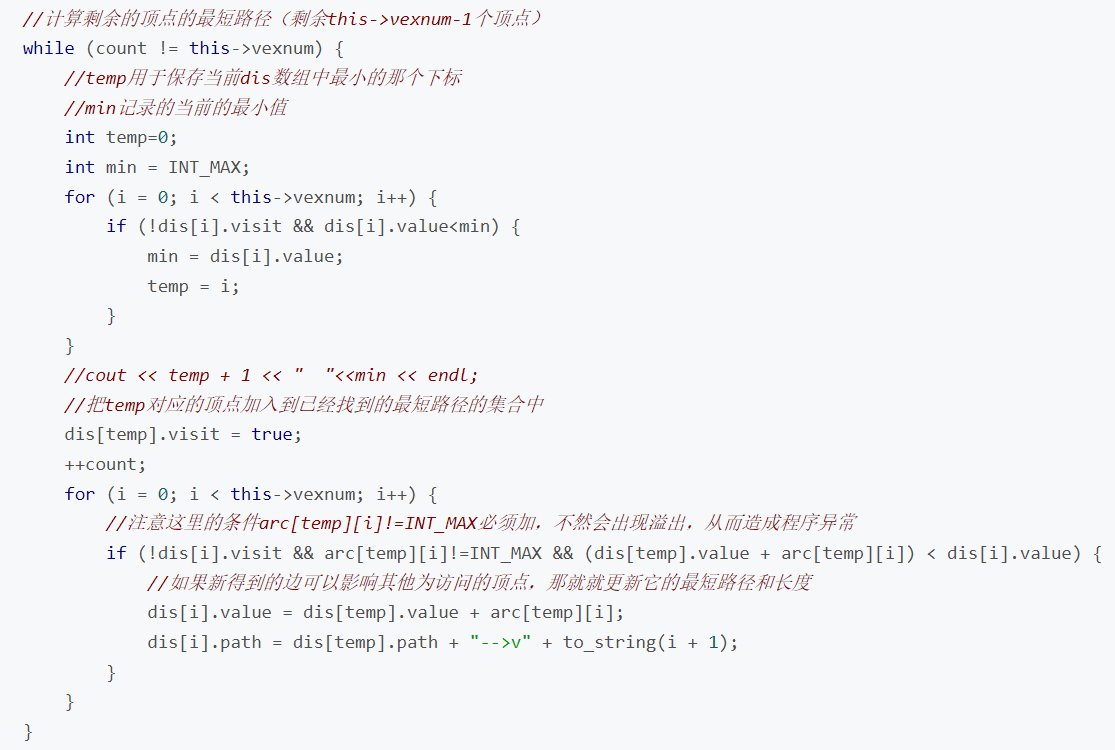 //计算剩余的顶点的最短路径（剩余this->vexnum-1个顶点）
while (count != this->vexnum) {
    //temp用于保存当前dis数组中最小的那个下标
    //min记录的当前的最小值
    int temp=0;
    int min = INT_MAX;
    for (i = 0; i < this->vexnum; i++) {
        if (!dis[i].visit && dis[i].value<min) {
            min = dis[i].value;
            temp = i;
        }
    }
    //cout << temp + 1 << "  "<<min << endl;
    //把temp对应的顶点加入到已经找到的最短路径的集合中
    dis[temp].visit = true;
    ++count;
    for (i = 0; i < this->vexnum; i++) {
        //注意这里的条件arc[temp][i]!=INT_MAX必须加，不然会出现溢出，从而造成程序异常
        if (!dis[i].visit && arc[temp][i]!=INT_MAX && (dis[temp].value + arc[temp][i]) < dis[i].value) {
            //如果新得到的边可以影响其他为访问的顶点，那就就更新它的最短路径和长度
            dis[i].value = dis[temp].value + arc[temp][i];
            dis[i].path = dis[temp].path + "-->v" + to_string(i + 1);
        }
    }
}